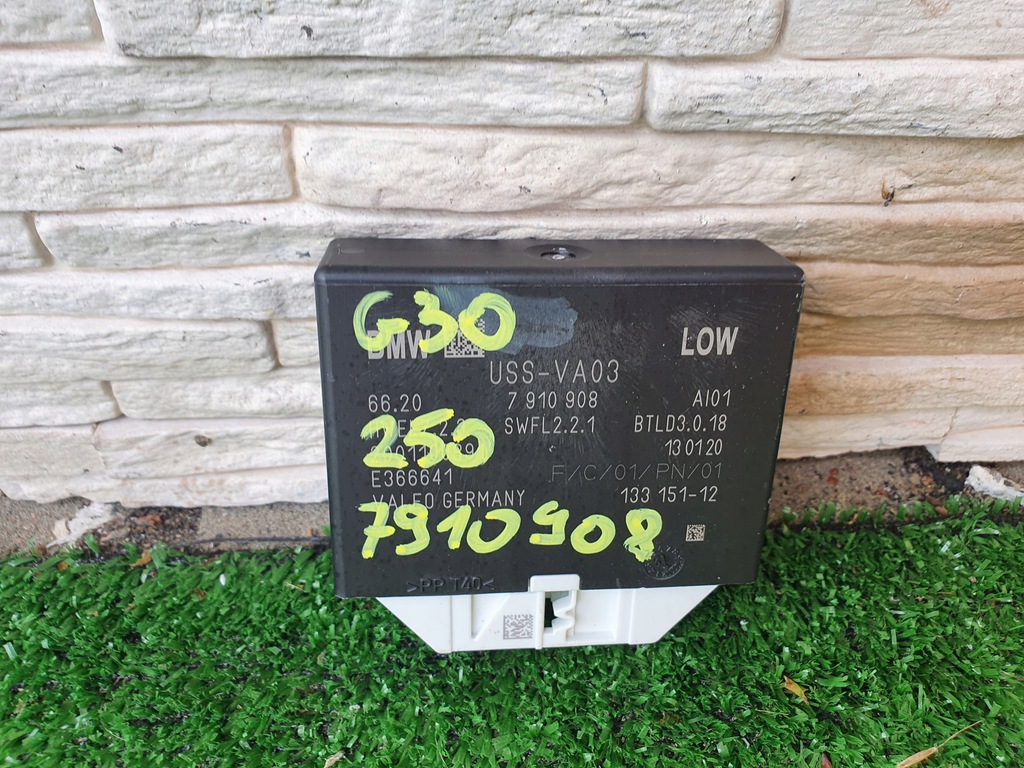 G30
BMW LOW
USS-VA03
66.20 7 910 908 AI01
250 SWFL2.2.1 BTLD3.0.18
130120
E366641 F/C/01/PN/01
VALEO GERMANY 133 151-12
7910908
>PP T40<